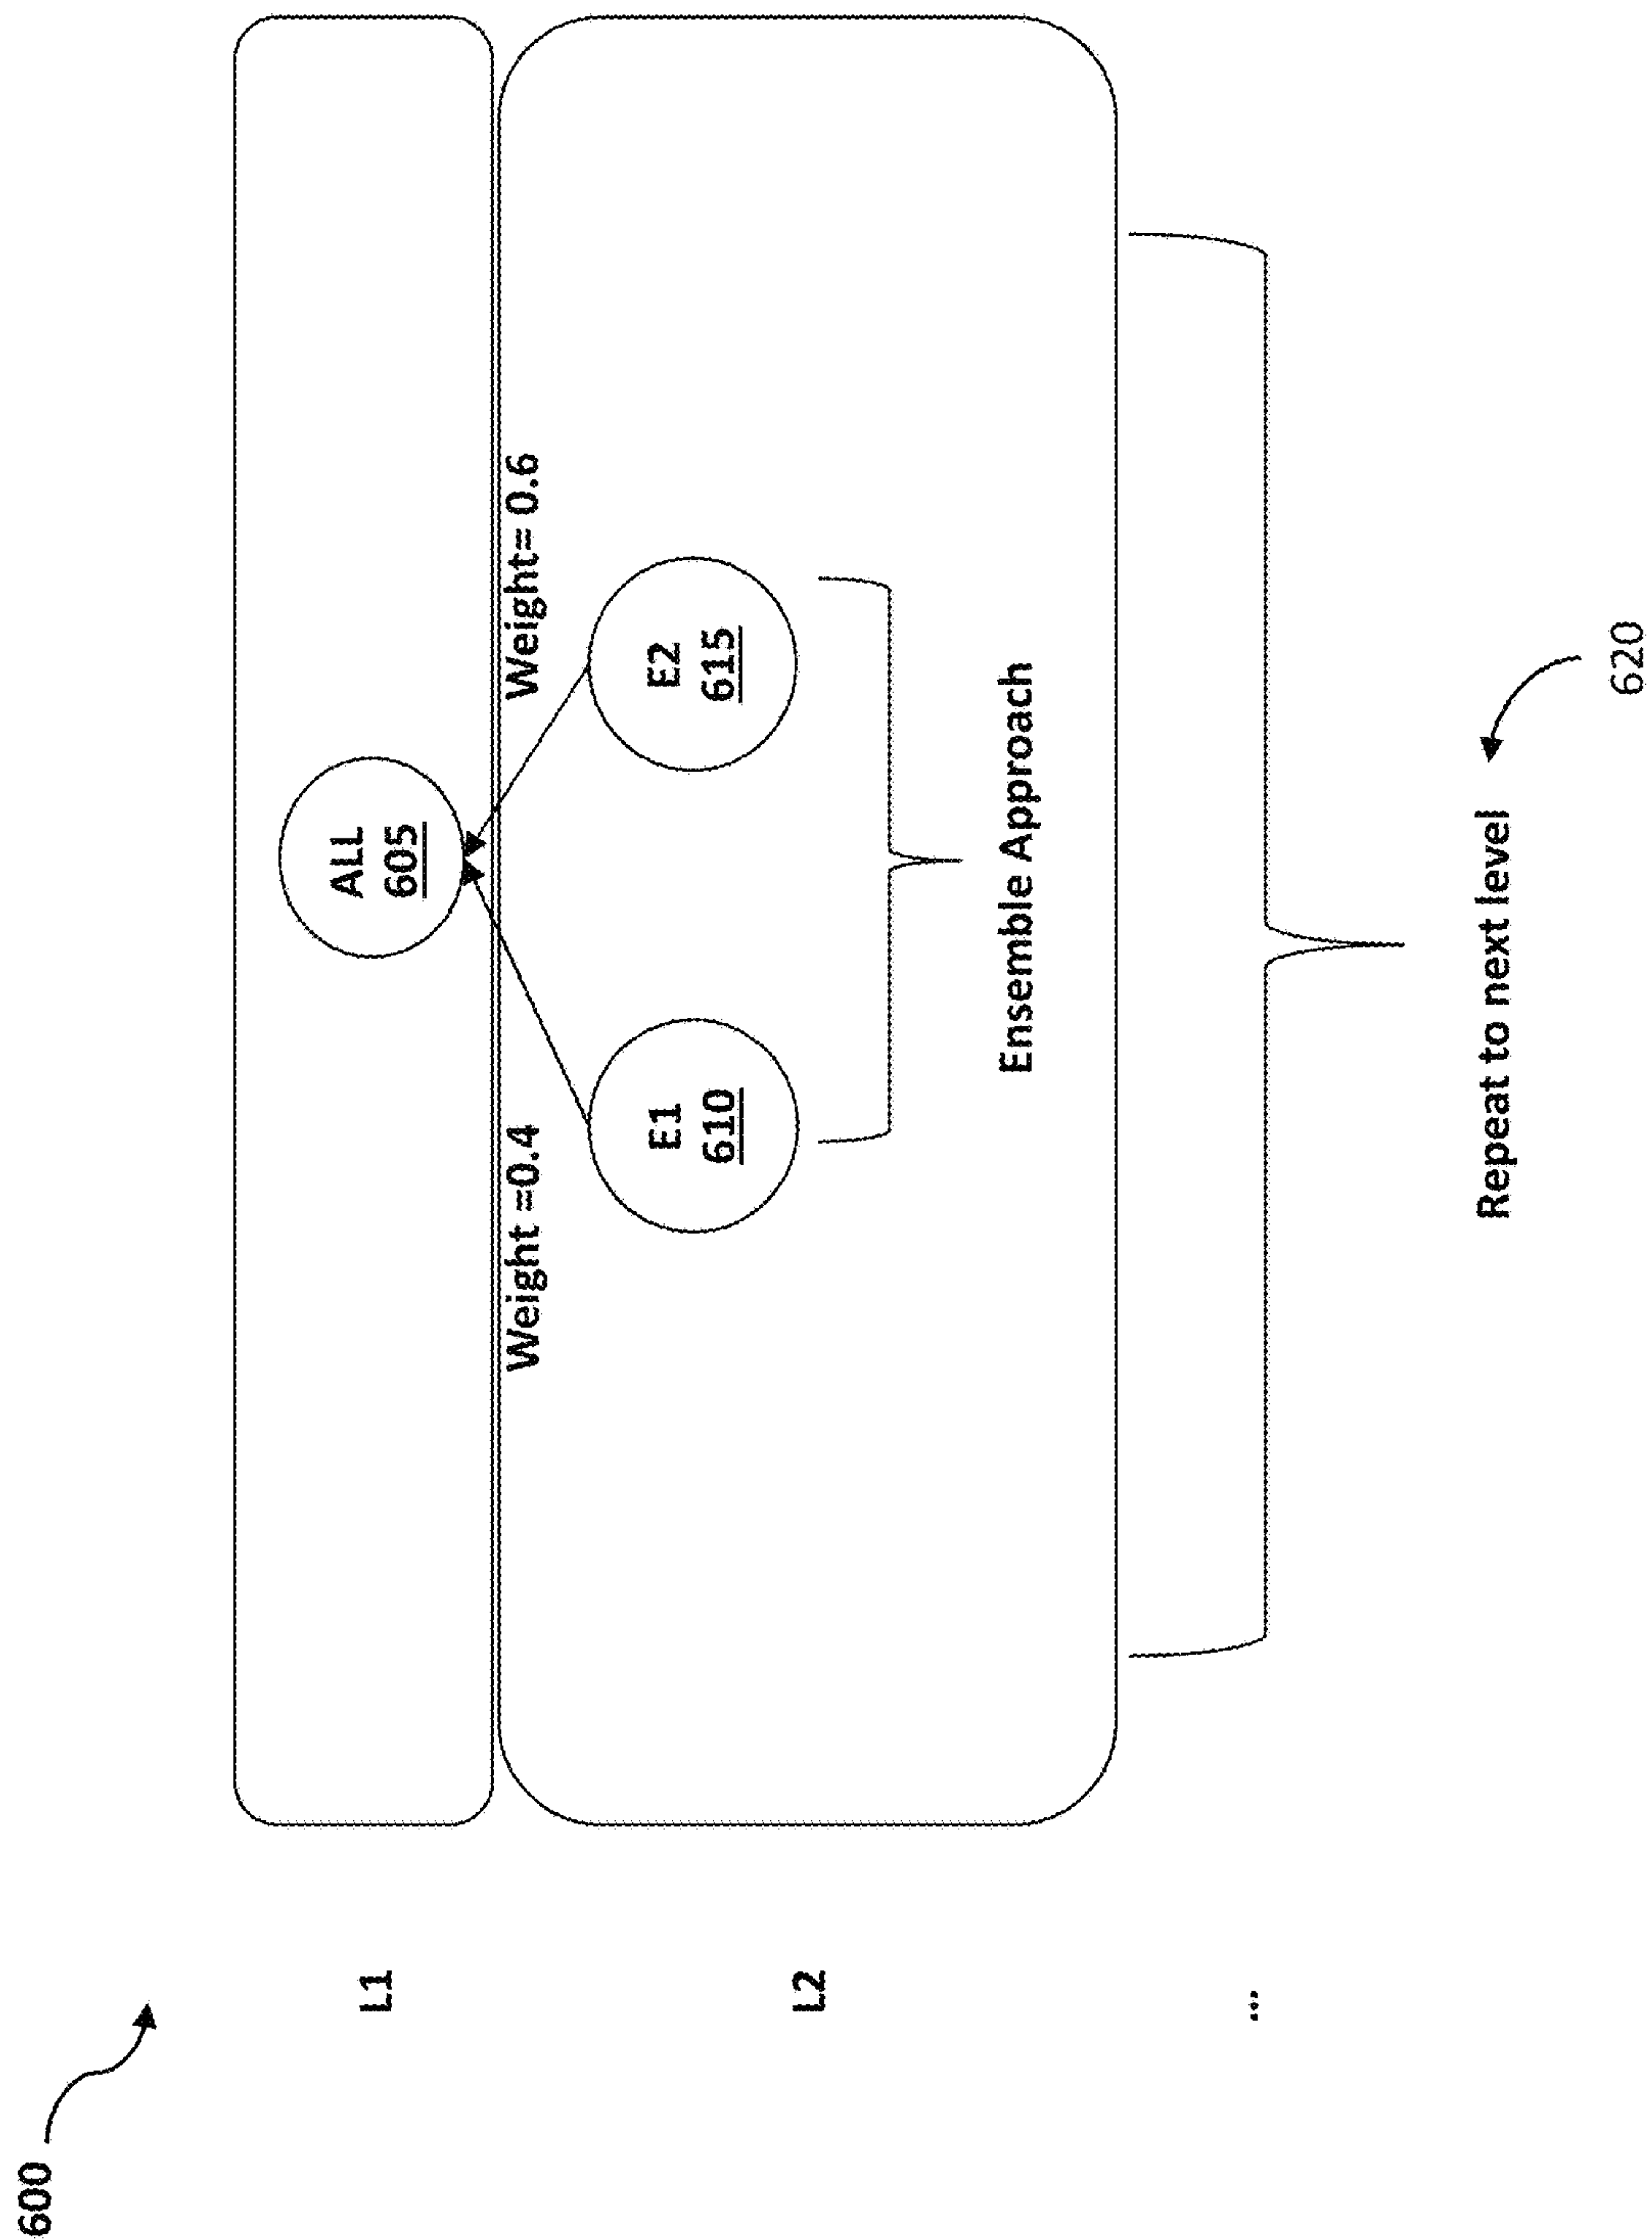 600
L1
ALL
605
Weight =0.4
Weight= 0.6
L2
E1
610
E2
615
Ensemble Approach
...
Repeat to next level
620